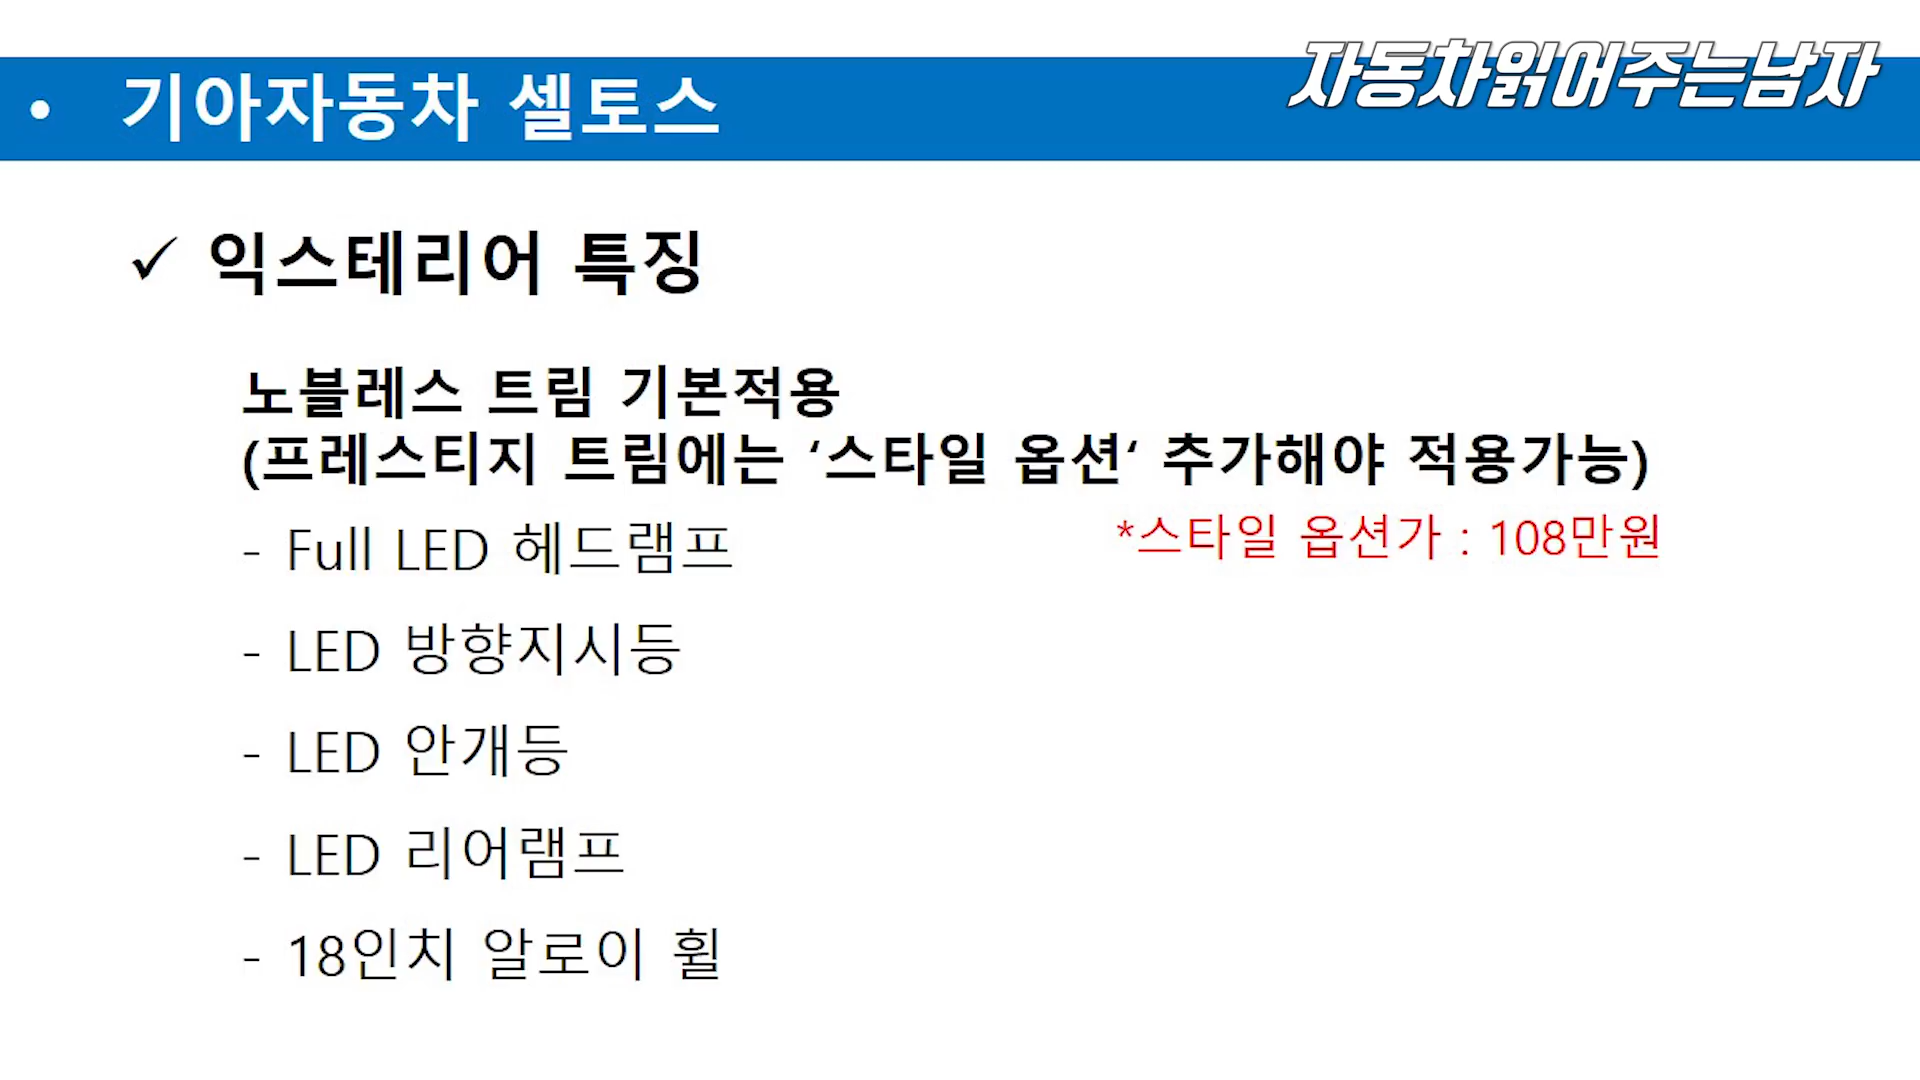 • 기아자동차 셀토스
자동차읽어주는남자
✓ 익스테리어 특징
노블레스 트림 기본적용
(프레스티지 트림에는 ‘스타일 옵션‘ 추가해야 적용가능)
- Full LED 헤드램프
*스타일 옵션가 : 108만원
- LED 방향지시등
- LED 안개등
- LED 리어램프
- 18인치 알로이 휠